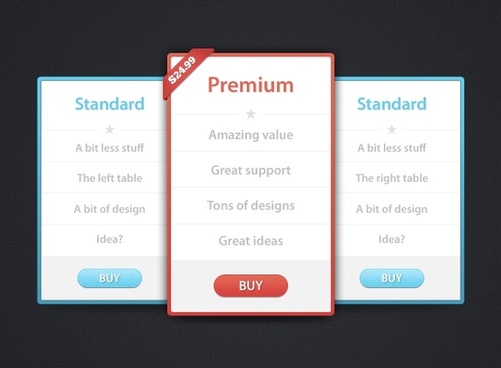 Standard
A bit less stuff
The left table
A bit of design
Idea?
BUY
$24.99
Premium
Amazing value
Great support
Tons of designs
Great ideas
BUY
Standard
A bit less stuff
The right table
A bit of design
Idea?
BUY